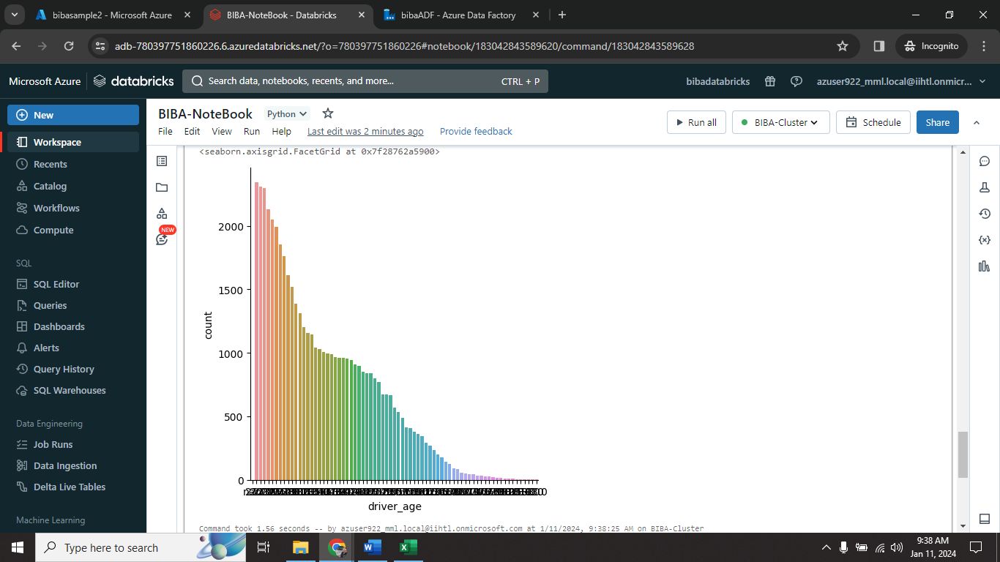 bibasample2 - Microsoft Azure
BIBA-NoteBook - Databricks
bibaADF - Azure Data Factory
adb-780397751860226.6.azuredatabricks.net/?o=780397751860226#notebook/183042843589620/command/183042843589628
Incognito
Microsoft Azure
databricks
Search data, notebooks, recents, and more...
CTRL + P
bibadatabricks
azuser922_mml.local@iihtl.onmicr...
New
Workspace
Recents
Catalog
Workflows
Compute
SQL
SQL Editor
Queries
Dashboards
Alerts
Query History
SQL Warehouses
Data Engineering
Job Runs
Data Ingestion
Delta Live Tables
Machine Learning
BIBA-NoteBook
Python
File Edit View Run Help Last edit was 2 minutes ago Provide feedback
Run all
BIBA-Cluster
Schedule
Share
NEW
<seaborn.axisgrid.FacetGrid at 0x7f28762a5900>
2000
1500
1000
500
0
count
driver_age
Command took 1.56 seconds -- by azuser922_mml.local@iihtl.onmicrosoft.com at 1/11/2024, 9:38:25 AM on BIBA-Cluster
Type here to search
9:38 AM
Jan 11, 2024